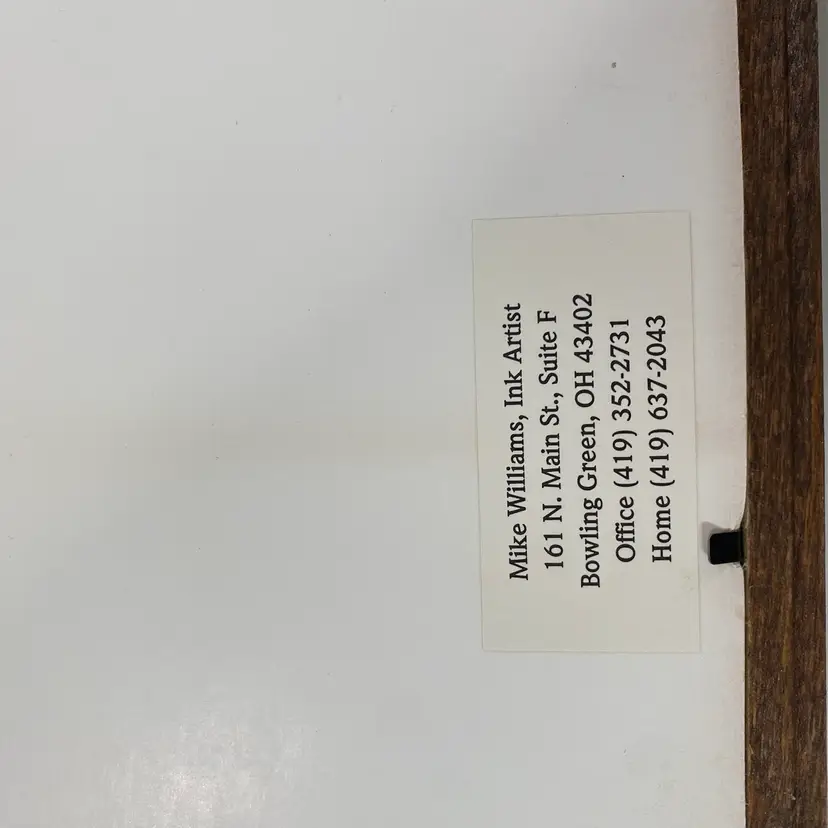 Mike Williams, Ink Artist
161 N. Main St., Suite F
Bowling Green, OH 43402
Office (419) 352-2731
Home (419) 637-2043